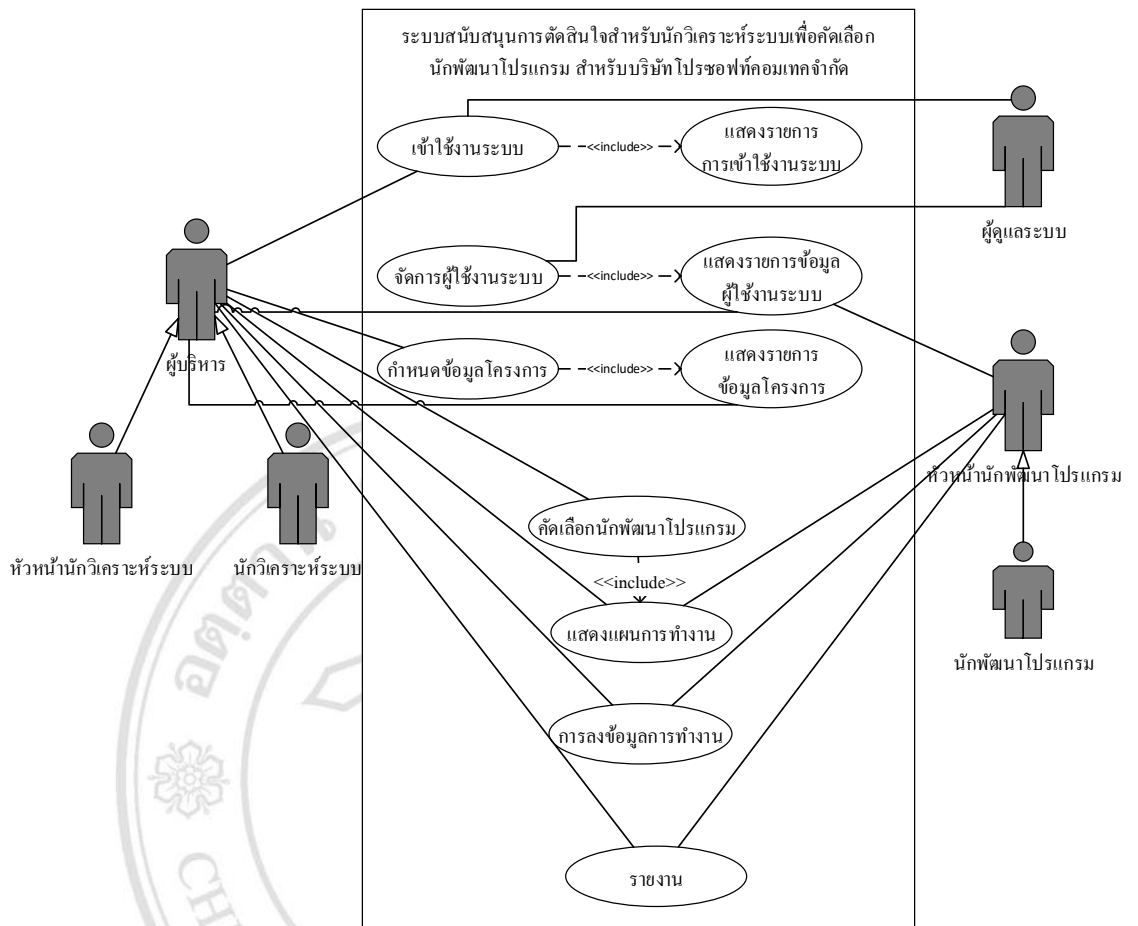 ระบบสนับสนุนการตัดสินใจสำหรับนักวิเคราะห์ระบบเพื่อคัดเลือก
นักพัฒนาโปรแกรม สำหรับบริษัทโปรซอฟท์คอมเทคจำกัด
เข้าใช้งานระบบ
<<include>>
แสดงรายการ
การเข้าใช้งานระบบ
ผู้ดูแลระบบ
จัดการผู้ใช้งานระบบ
<<include>>
แสดงรายการข้อมูล
ผู้ใช้งานระบบ
ผู้บริหาร
กำหนดข้อมูลโครงการ
<<include>>
แสดงรายการ
ข้อมูลโครงการ
หัวหน้านักพัฒนาโปรแกรม
หัวหน้านักวิเคราะห์ระบบ
นักวิเคราะห์ระบบ
คัดเลือกนักพัฒนาโปรแกรม
<<include>>
แสดงแผนการทำงาน
นักพัฒนาโปรแกรม
การลงข้อมูลการทำงาน
รายงาน